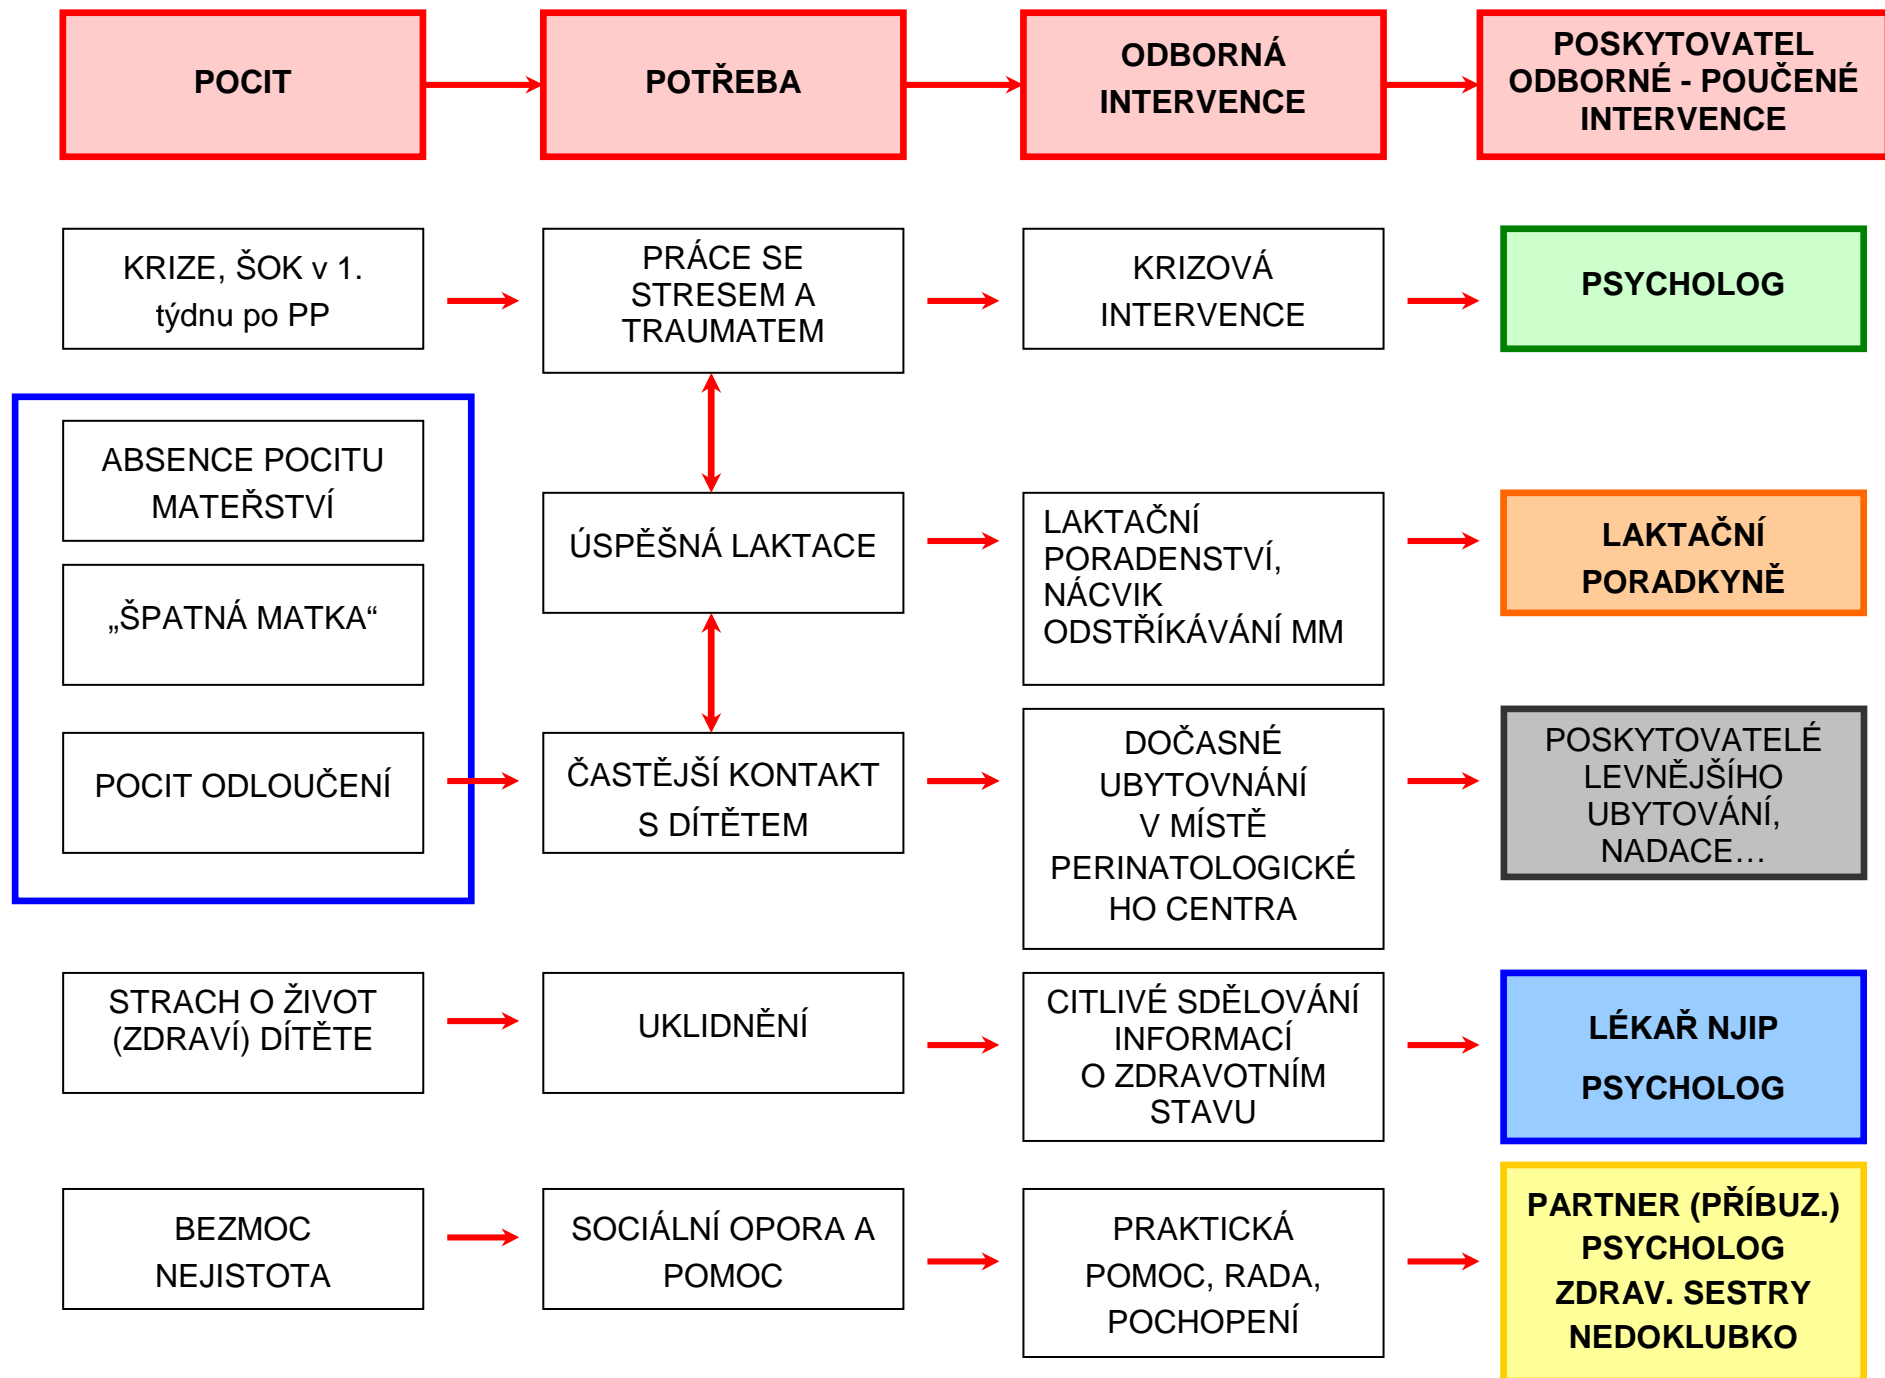 POCIT
POTŘEBA
ODBORNÁ
INTERVENCE
POSKYTOVATEL
ODBORNÉ - POUČENÉ
INTERVENCE
KRIZE, ŠOK v 1.
týdnu po PP
PRÁCE SE
STRESEM A
TRAUMATEM
KRIZOVÁ
INTERVENCE
PSYCHOLOG
ABSENCE POCITU
MATEŘSTVÍ
„ŠPATNÁ MATKA“
POCIT ODLOUČENÍ
ÚSPĚŠNÁ LAKTACE
LAKTAČNÍ
PORADENSTVÍ,
NÁCVIK
ODSTŘÍKÁVÁNÍ MM
LAKTAČNÍ
PORADKYNĚ
ČASTĚJŠÍ KONTAKT
S DÍTĚTEM
DOČASNÉ
UBYTOVNÁNÍ
V MÍSTĚ
PERINATOLOGICKÉ
HO CENTRA
POSKYTOVATELÉ
LEVNĚJŠÍHO
UBYTOVÁNÍ,
NADACE…
STRACH O ŽIVOT
(ZDRAVÍ) DÍTĚTE
UKLIDNĚNÍ
CITLIVÉ SDĚLOVÁNÍ
INFORMACÍ
O ZDRAVOTNÍM
STAVU
LÉKAŘ NJIP
PSYCHOLOG
BEZMOC
NEJISTOTA
SOCIÁLNÍ OPORA A
POMOC
PRAKTICKÁ
POMOC, RADA,
POCHOPENÍ
PARTNER (PŘÍBUZ.)
PSYCHOLOG
ZDRAV. SESTRY
NEDOKLUBKO